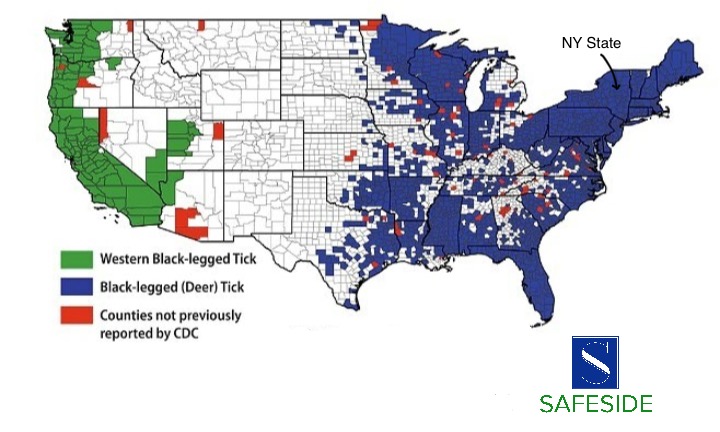 NY State
Western Black-legged Tick
Black-legged (Deer) Tick
Counties not previously
reported by CDC
S
SAFESIDE